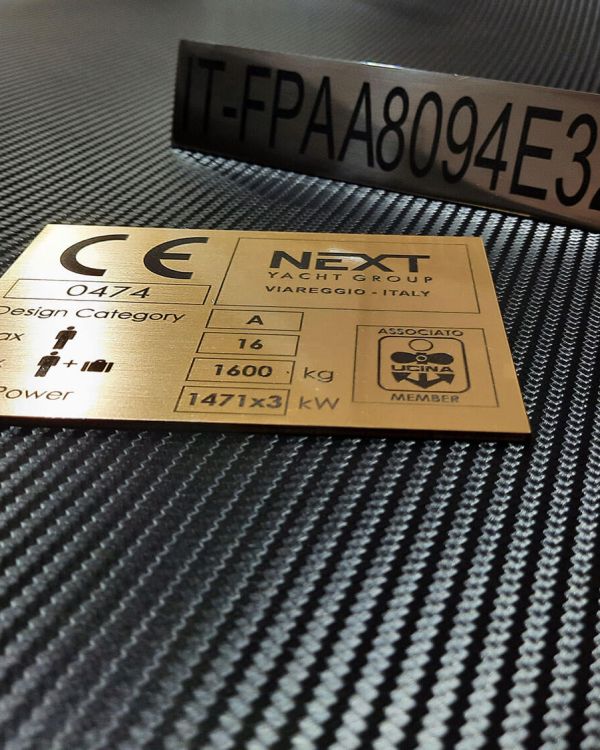 IT-FPAA8094E32
CE
0474
NEXT
YACHT GROUP
VIAREGGIO - ITALY
Design Category A
16
+ 1600 kg
Power 1471x3 kW
ASSOCIATO
UCINA
MEMBER